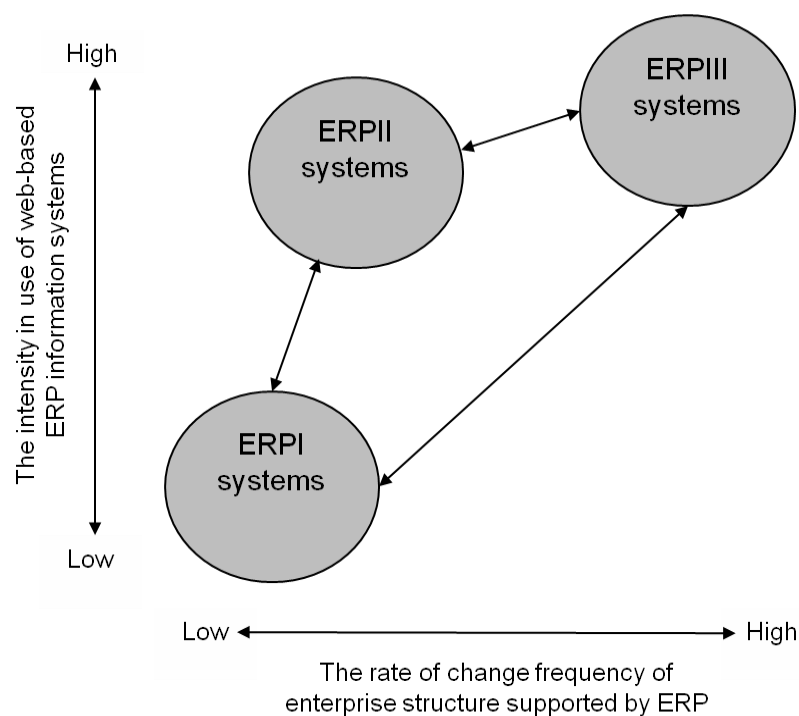 High
The intensity in use of web-based
ERP information systems
Low
ERPII
systems
ERPIII
systems
ERPI
systems
Low
High
The rate of change frequency of
enterprise structure supported by ERP